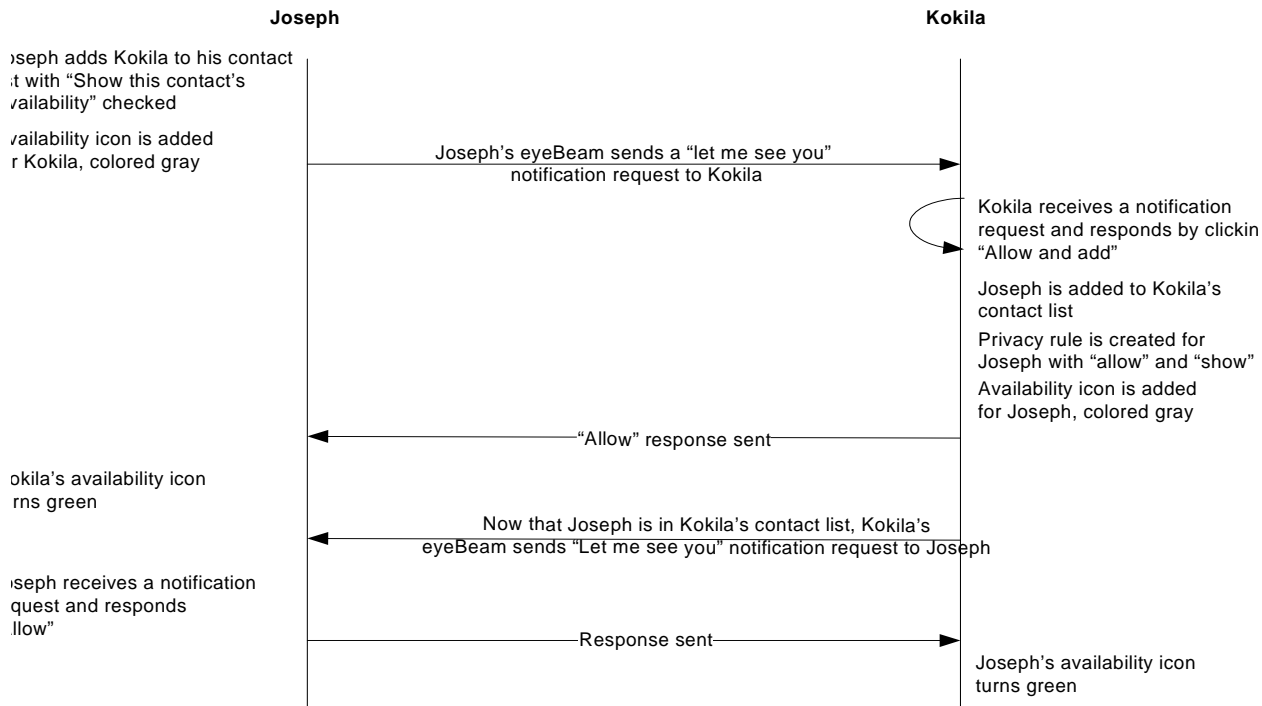 Joseph
Kokila
oseph adds Kokila to his contact
st with “Show this contact’s
vailability” checked
vailability icon is added
r Kokila, colored gray
Joseph’s eyeBeam sends a “let me see you”
notification request to Kokila
Kokila receives a notification
request and responds by clickin
“Allow and add”
Joseph is added to Kokila’s
contact list
Privacy rule is created for
Joseph with “allow” and “show”
Availability icon is added
for Joseph, colored gray
“Allow” response sent
okila’s availability icon
rns green
Now that Joseph is in Kokila’s contact list, Kokila’s
eyeBeam sends “Let me see you” notification request to Joseph
oseph receives a notification
quest and responds
llow”
Response sent
Joseph’s availability icon
turns green